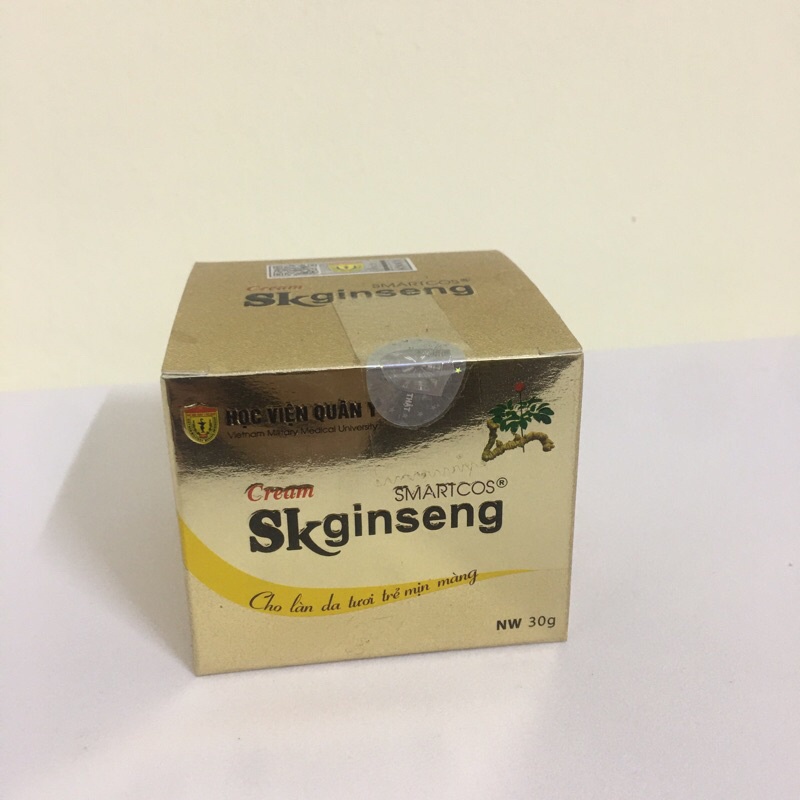 Cream
SMARTCOS®
Skginseng
THẬT
HỌC VIỆN QUÂN
Vietnam Military Medical University
Cream
SMARTCOS®
Skginseng
Cho làn da tươi trẻ mịn màng
NW 30g